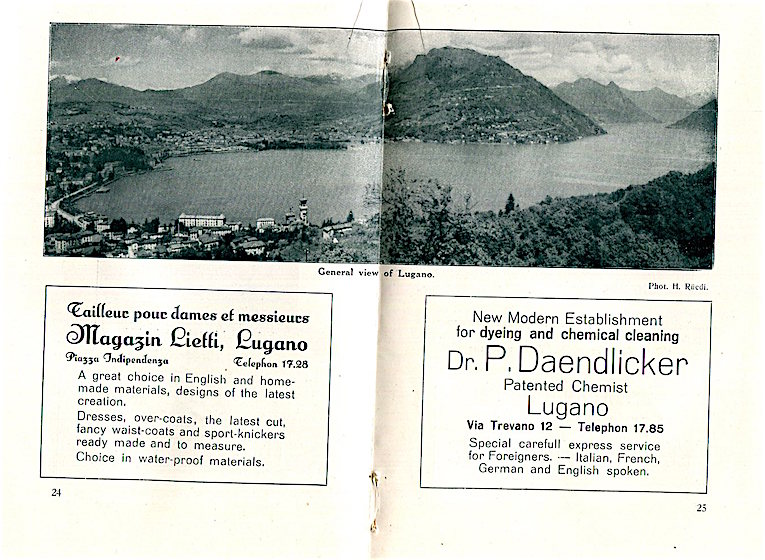 General view of Lugano.
Phot. H. Rüedi.
Tailleur pour dames et messieurs
Magazin Lietti, Lugano
Piazza Indipendenza Telephon 17.28
A great choice in English and home-
made materials, designs of the latest
creation.
Dresses, over-coats, the latest cut,
fancy waist-coats and sport-knickers
ready made and to measure.
Choice in water-proof materials.
24
New Modern Establishment
for dyeing and chemical cleaning
Dr. P. Daendlicker
Patented Chemist
Lugano
Via Trevano 12 — Telephon 17.85
Special carefull express service
for Foreigners. — Italian, French,
German and English spoken.
25